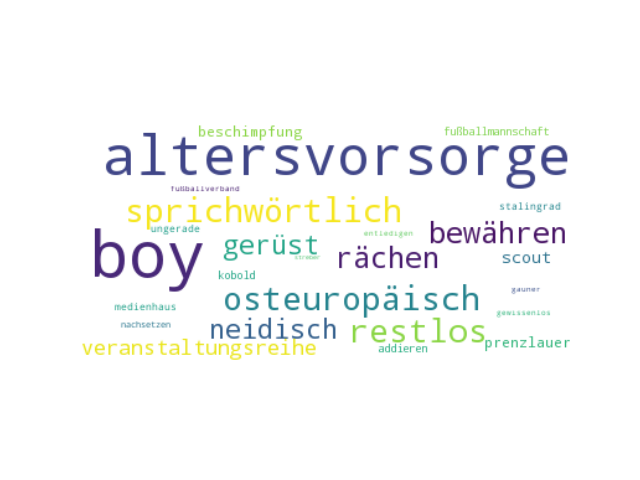 beschimpfung fußballmannschaft
altersvorsorge
fußballverband
sprichwörtlich stalingrad
ungerade entledigen bewähren
boy gerüst rächen scout
streber
kobold
osteuropäisch gauner
medienhaus gewissenlos
nachsetzen neidisch restlos
veranstaltungsreihe addieren prenzlauer